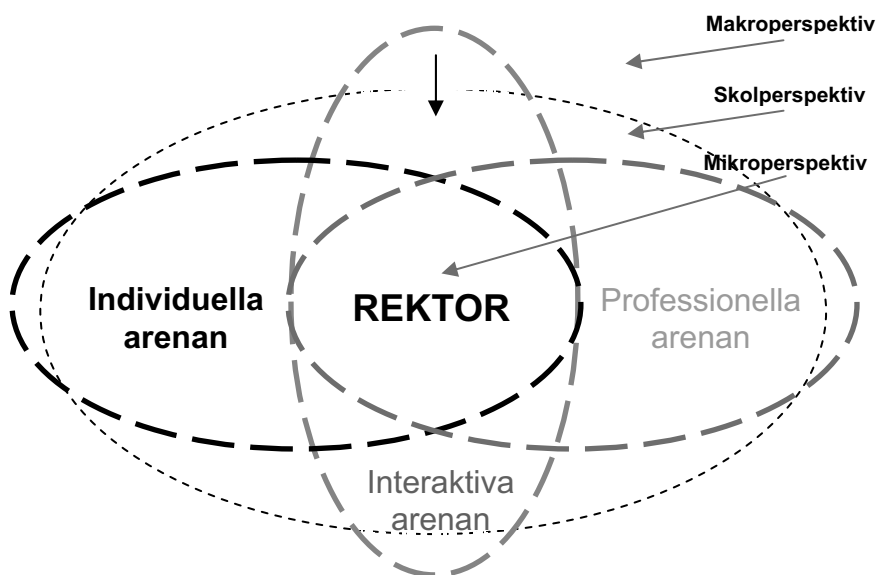 Makroperspektiv
Skolperspektiv
Mikroperspektiv
Individuella
arenan
REKTOR
Professionella
arenan
Interaktiva
arenan